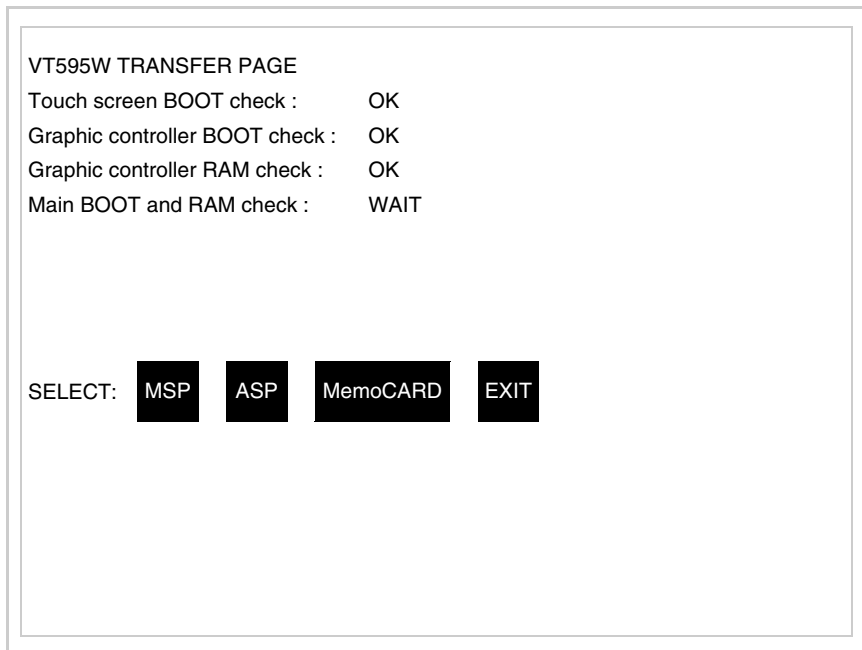 VT595W TRANSFER PAGE
Touch screen BOOT check : OK
Graphic controller BOOT check : OK
Graphic controller RAM check : OK
Main BOOT and RAM check : WAIT
SELECT: MSP ASP MemoCARD EXIT